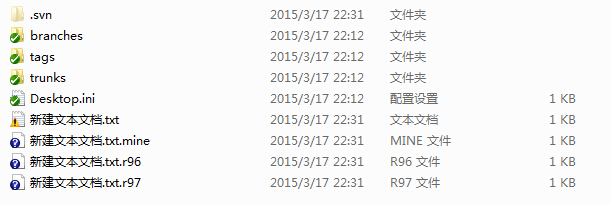 .svn 2015/3/17 22:31 文件夹
branches 2015/3/17 22:12 文件夹
tags 2015/3/17 22:12 文件夹
trunks 2015/3/17 22:12 文件夹
Desktop.ini 2015/3/17 22:12 配置设置 1 KB
新建文本文档.txt 2015/3/17 22:31 文本文档 1 KB
新建文本文档.txt.mine 2015/3/17 22:31 MINE 文件 1 KB
新建文本文档.txt.r96 2015/3/17 22:31 R96 文件 1 KB
新建文本文档.txt.r97 2015/3/17 22:31 R97 文件 1 KB